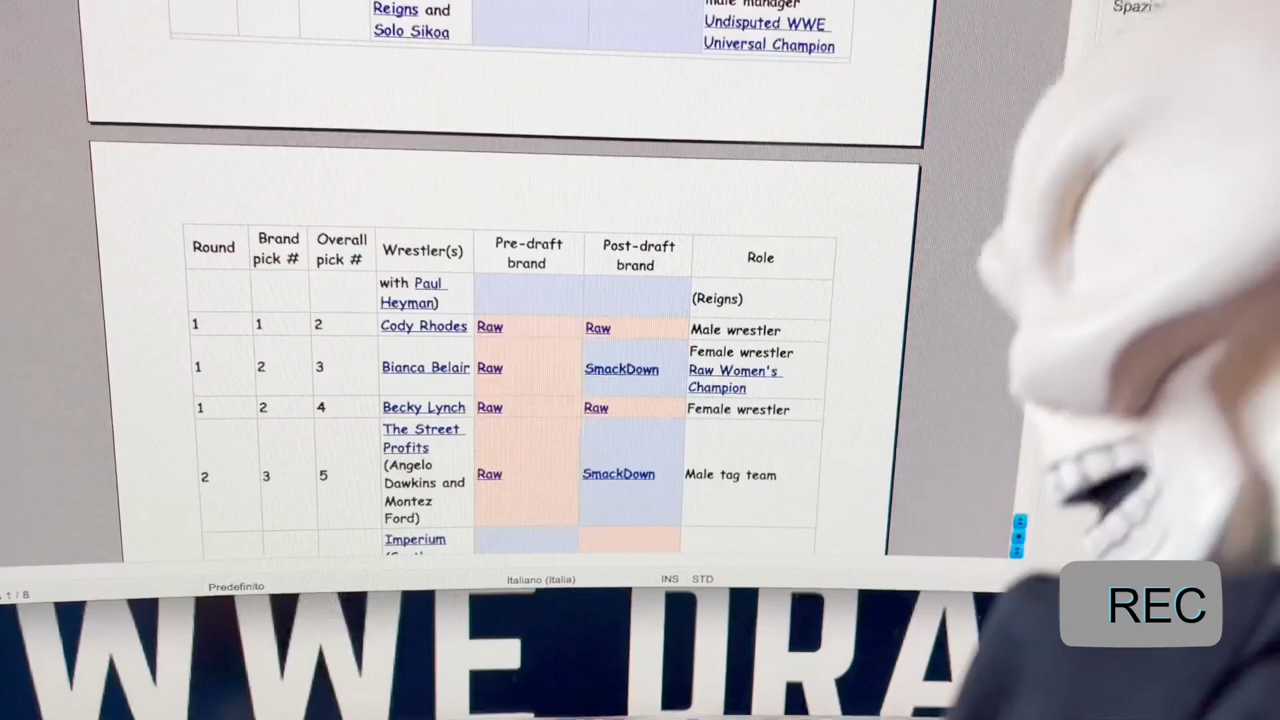 Spazi
male manager
Reigns and
Solo Sikoa
Undisputed WWE
Universal Champion
Round
Brand
pick #
Overall
pick #
Wrestler(s)
Pre-draft
brand
Post-draft
brand
Role
with Paul
Heyman)
(Reigns)
1 1 2 Cody Rhodes Raw Raw Male wrestler
1 2 3 Bianca Belair Raw SmackDown
Female wrestler
Raw Women's
Champion
1 2 4 Becky Lynch Raw Raw Female wrestler
2 3 5
The Street
Profits
(Angelo
Dawkins and
Montez
Ford)
Raw SmackDown Male tag team
Imperium
1 / 8 Predefinito Italiano (Italia) INS STD
REC
WWE DRA